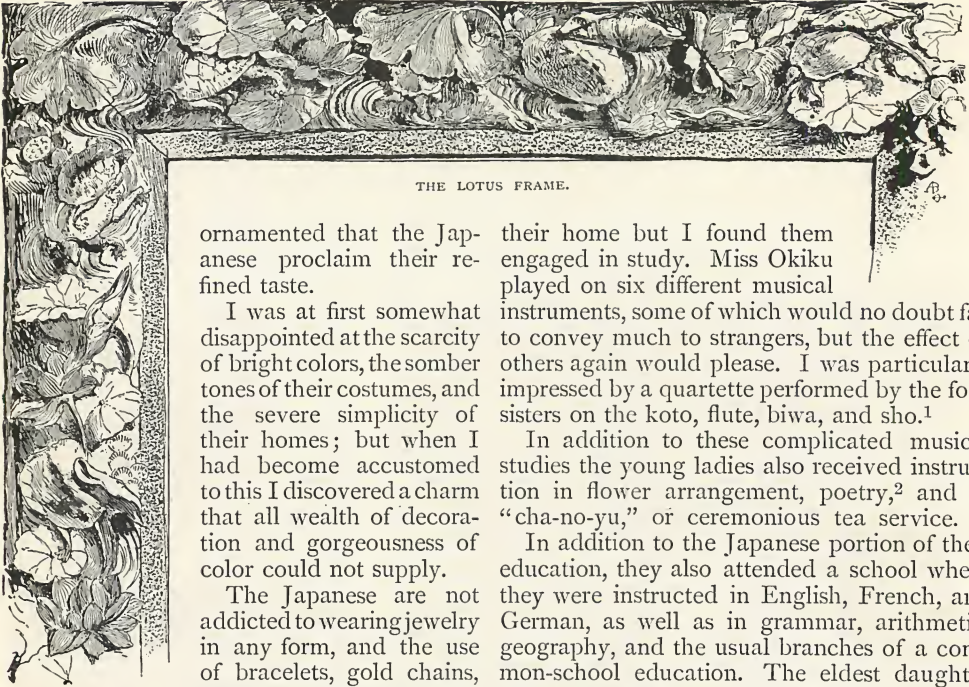 THE LOTUS FRAME.
ornamented that the Jap-
anese proclaim their re-
fined taste.
I was at first somewhat
disappointed at the scarcity
of bright colors, the somber
tones of their costumes, and
the severe simplicity of
their homes; but when I
had become accustomed
to this I discovered a charm
that all wealth of decora-
tion and gorgeousness of
color could not supply.
The Japanese are not
addicted to wearing jewelry
in any form, and the use
of bracelets, gold chains,
their home but I found them
engaged in study. Miss Okiku
played on six different musical
instruments, some of which would no doubt fa
to convey much to strangers, but the effect
others again would please. I was particular
impressed by a quartette performed by the fo
sisters on the koto, flute, biwa, and sho.¹
In addition to these complicated music
studies the young ladies also received instru
tion in flower arrangement, poetry,² and
“cha-no-yu,” or ceremonious tea service.
In addition to the Japanese portion of the
education, they also attended a school whe
they were instructed in English, French, a
German, as well as in grammar, arithmeti
geography, and the usual branches of a co
mon-school education. The eldest daught